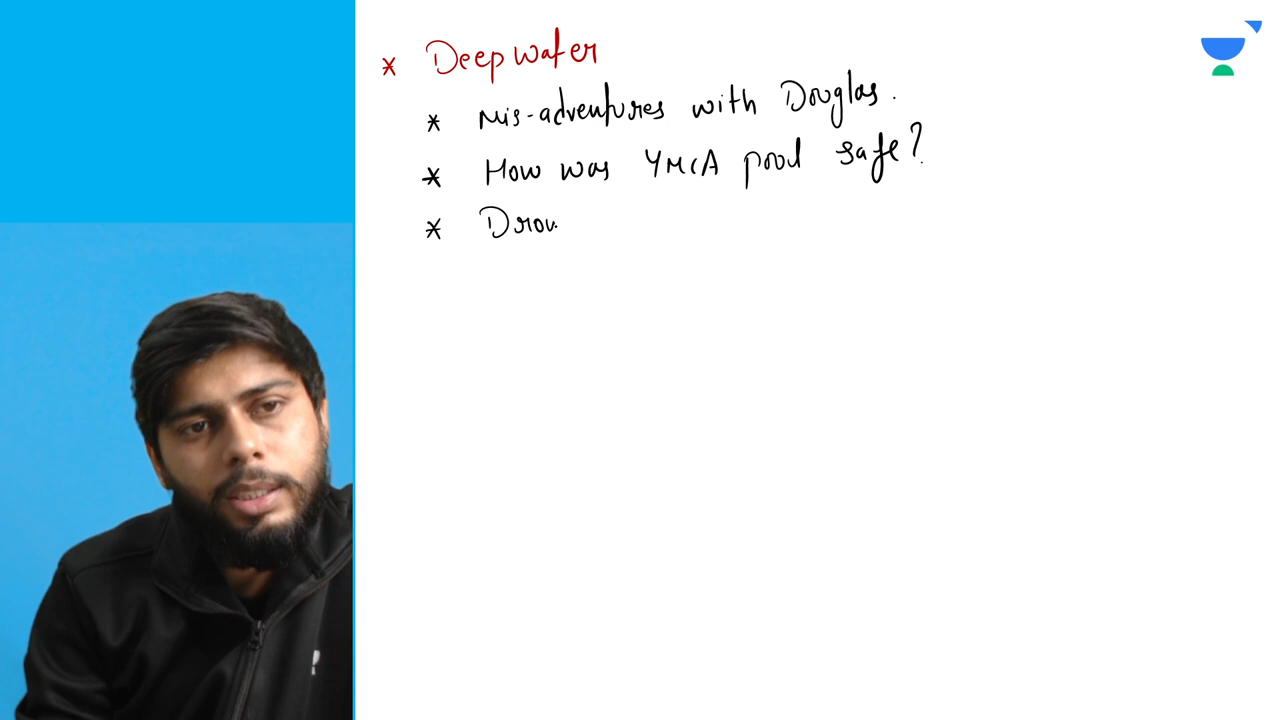 * Deepwater
* Mis-adventures with Douglas.
* How was YMCA pool safe?
* Drow